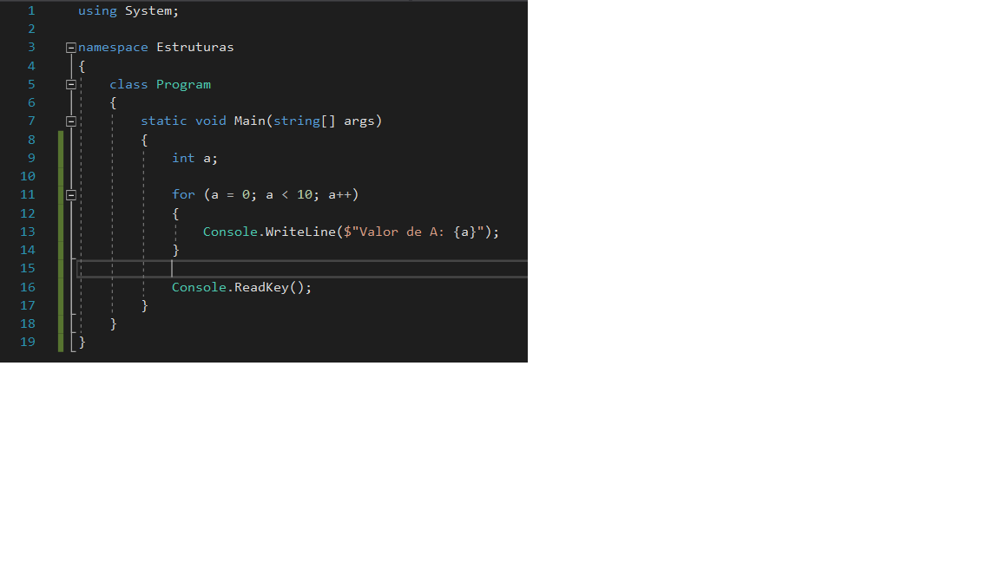 1 using System;
2
3 namespace Estruturas
4 {
5 class Program
6 {
7 static void Main(string[] args)
8 {
9 int a;
10
11 for (a = 0; a < 10; a++)
12 {
13 Console.WriteLine($"Valor de A: {a}");
14 }
15
16 Console.ReadKey();
17 }
18 }
19 }